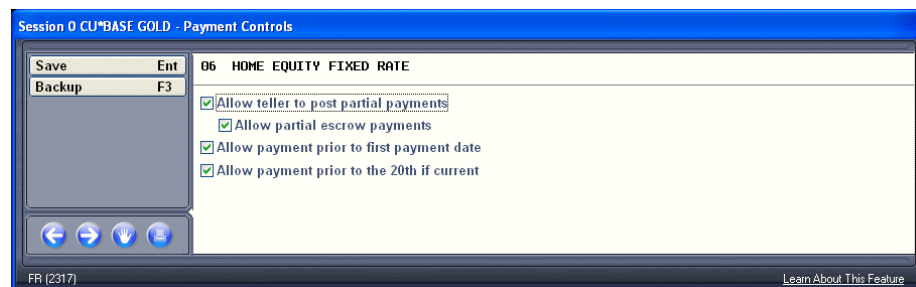 Session 0 CU*BASE GOLD - Payment Controls
Save Ent
Backup F3
06 HOME EQUITY FIXED RATE
Allow teller to post partial payments
Allow partial escrow payments
Allow payment prior to first payment date
Allow payment prior to the 20th if current
FR (2317)
Learn About This Feature